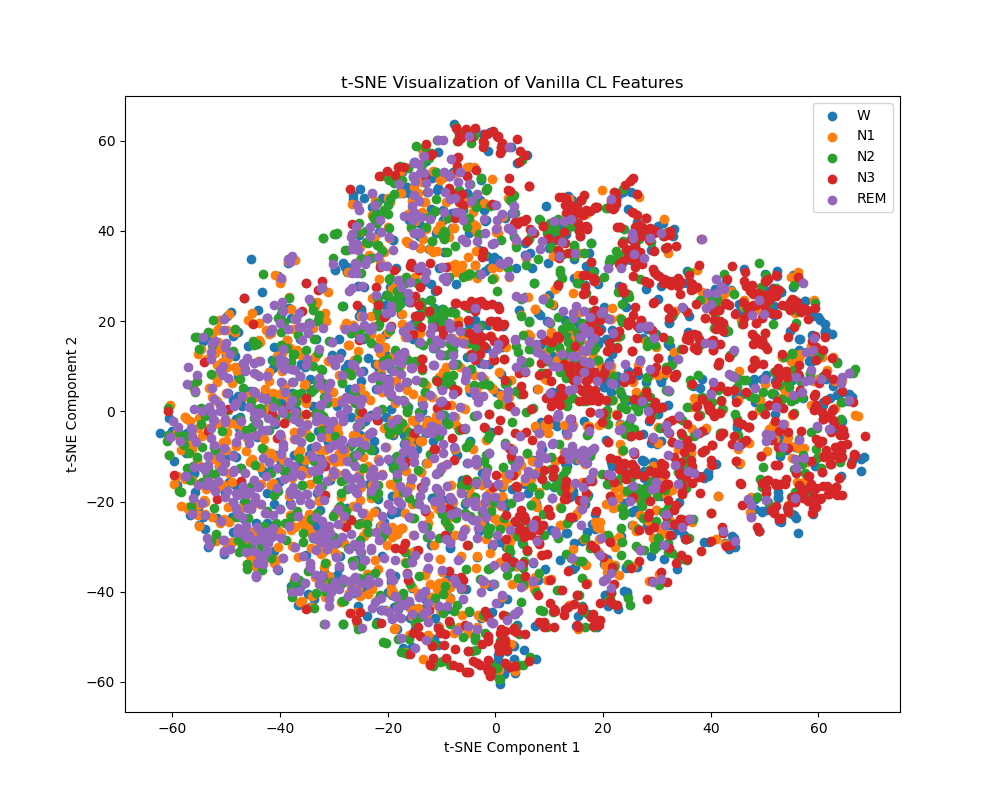 t-SNE Visualization of Vanilla CL Features
W
N1
N2
N3
REM
60
40
20
0
−20
−40
−60
t-SNE Component 2
−60 −40 −20 0 20 40 60
t-SNE Component 1